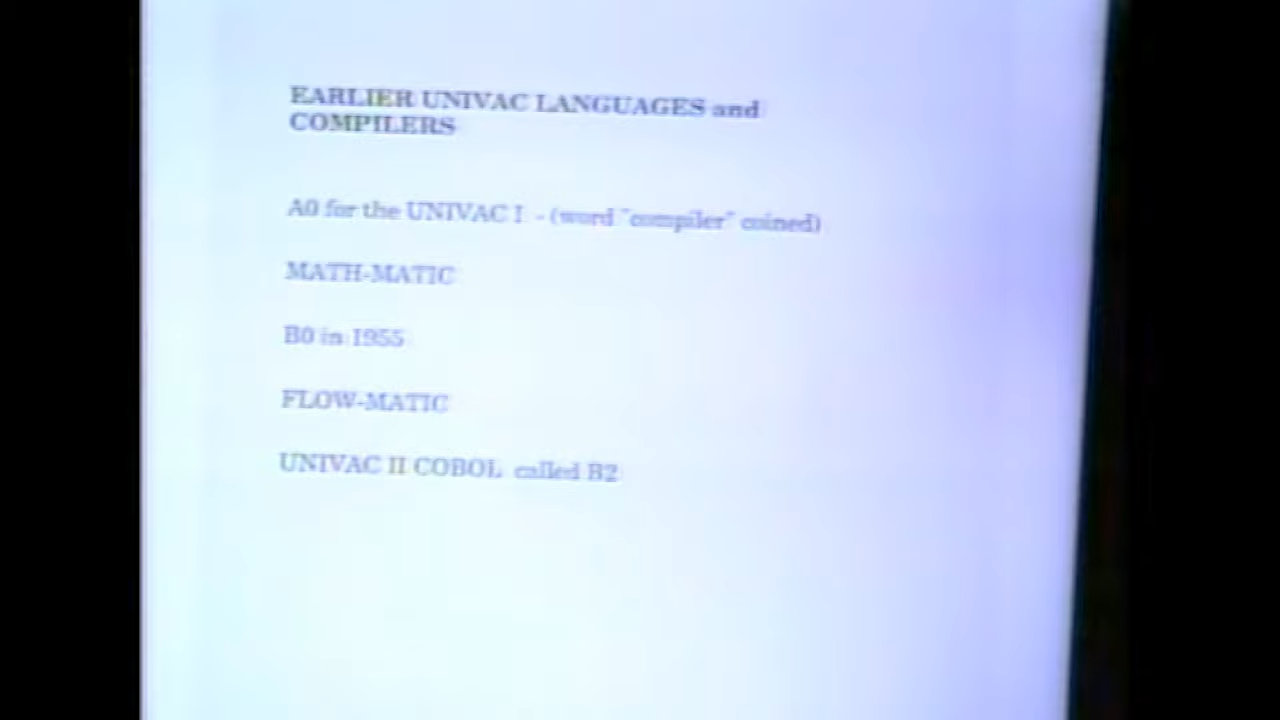 EARLIER UNIVAC LANGUAGES and
COMPILERS
A0 for the UNIVAC I - (word "compiler" coined)
MATH-MATIC
B0 in 1955
FLOW-MATIC
UNIVAC II COBOL called B2